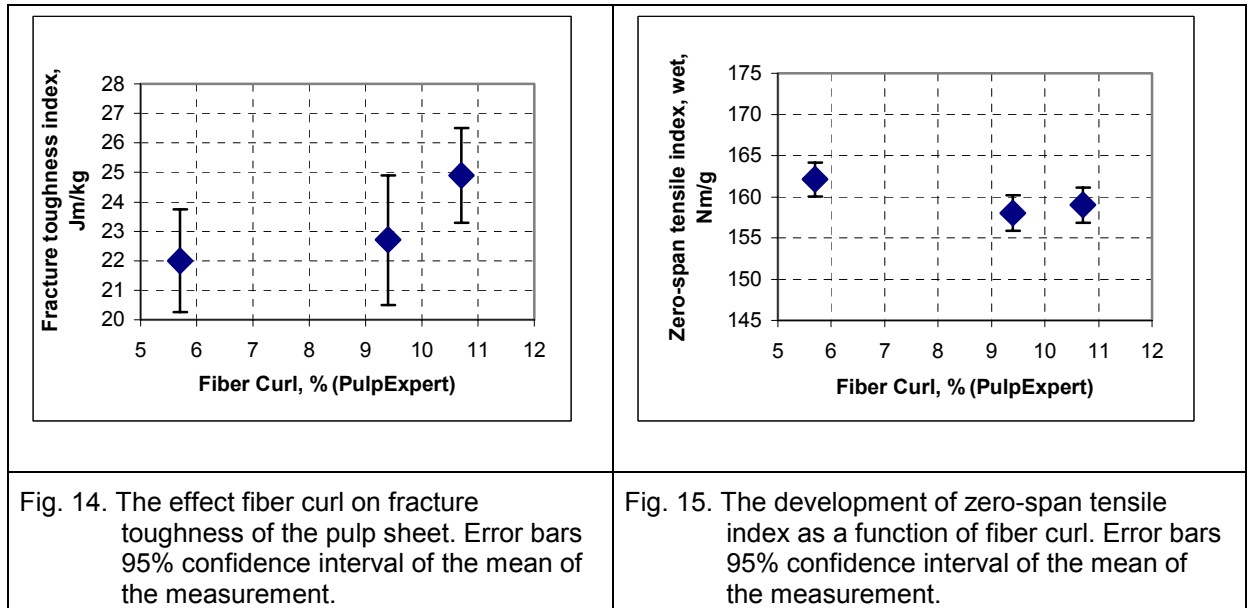 Fracture toughness index,
Jm/kg
28
27
26
25
24
23
22
21
20
5 6 7 8 9 10 11 12
Fiber Curl, % (PulpExpert)
Zero-span tensile index, wet,
Nm/g
175
170
165
160
155
150
145
5 6 7 8 9 10 11 12
Fiber Curl, % (PulpExpert)
Fig. 14. The effect fiber curl on fracture
toughness of the pulp sheet. Error bars
95% confidence interval of the mean of
the measurement.
Fig. 15. The development of zero-span tensile
index as a function of fiber curl. Error bars
95% confidence interval of the mean of
the measurement.